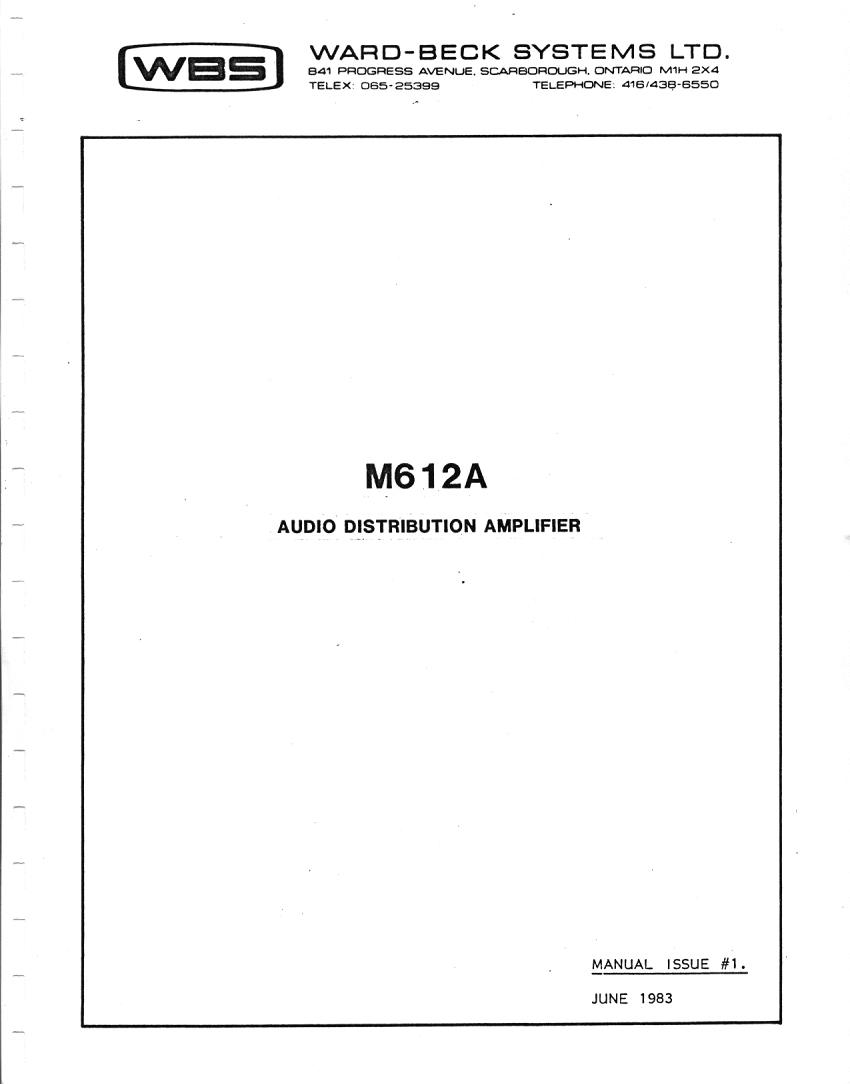 WBS
WARD-BECK SYSTEMS LTD.
841 PROGRESS AVENUE, SCARBOROUGH, ONTARIO M1H 2X4
TELEX: 065-25399 TELEPHONE: 416/438-6550
M612A
AUDIO DISTRIBUTION AMPLIFIER
MANUAL ISSUE #1.
JUNE 1983